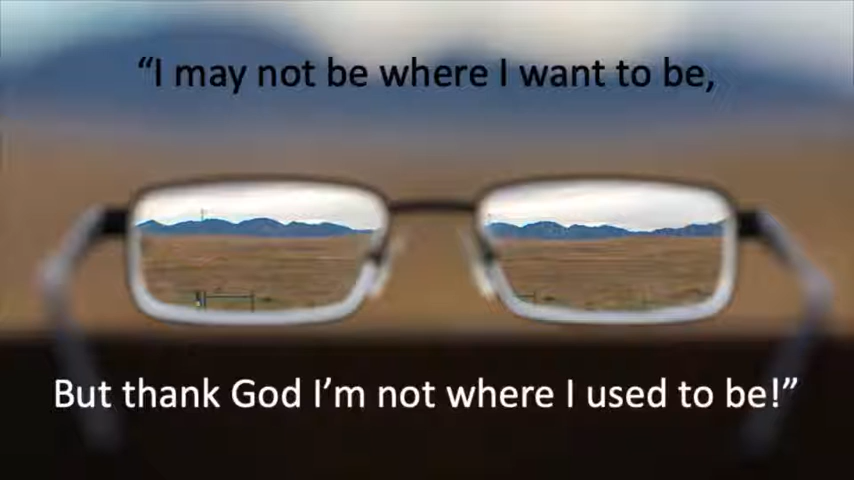 “I may not be where I want to be,
But thank God I’m not where I used to be!”